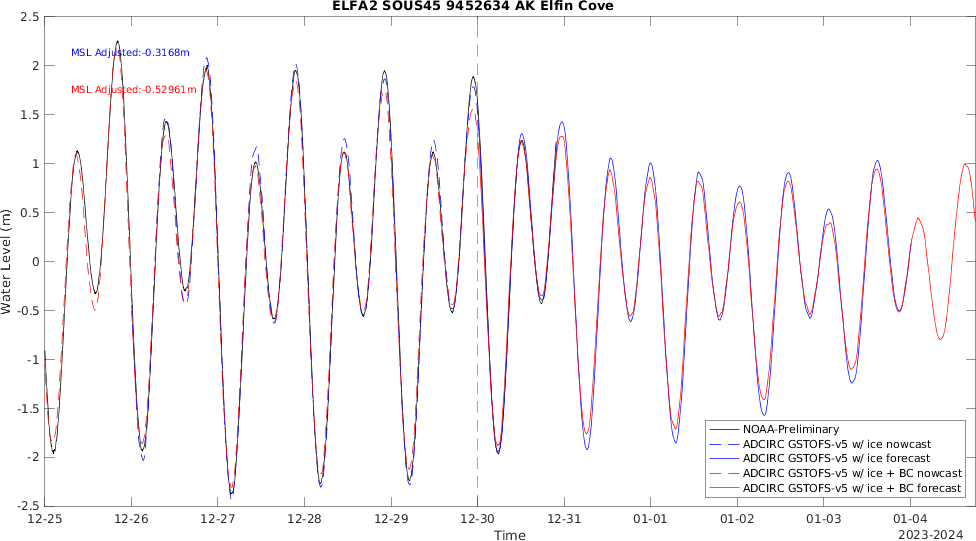 ELFA2 SOUS45 9452634 AK Elfin Cove
2.5
2
1.5
1
0.5
0
-0.5
-1
-1.5
-2
-2.5
Water Level (m)
MSL Adjusted:-0.3168m
MSL Adjusted:-0.52961m
NOAA-Preliminary
ADCIRC GSTOFS-v5 w/ ice nowcast
ADCIRC GSTOFS-v5 w/ ice forecast
ADCIRC GSTOFS-v5 w/ ice + BC nowcast
ADCIRC GSTOFS-v5 w/ ice + BC forecast
12-25 12-26 12-27 12-28 12-29 12-30 12-31 01-01 01-02 01-03 01-04
Time
2023-2024